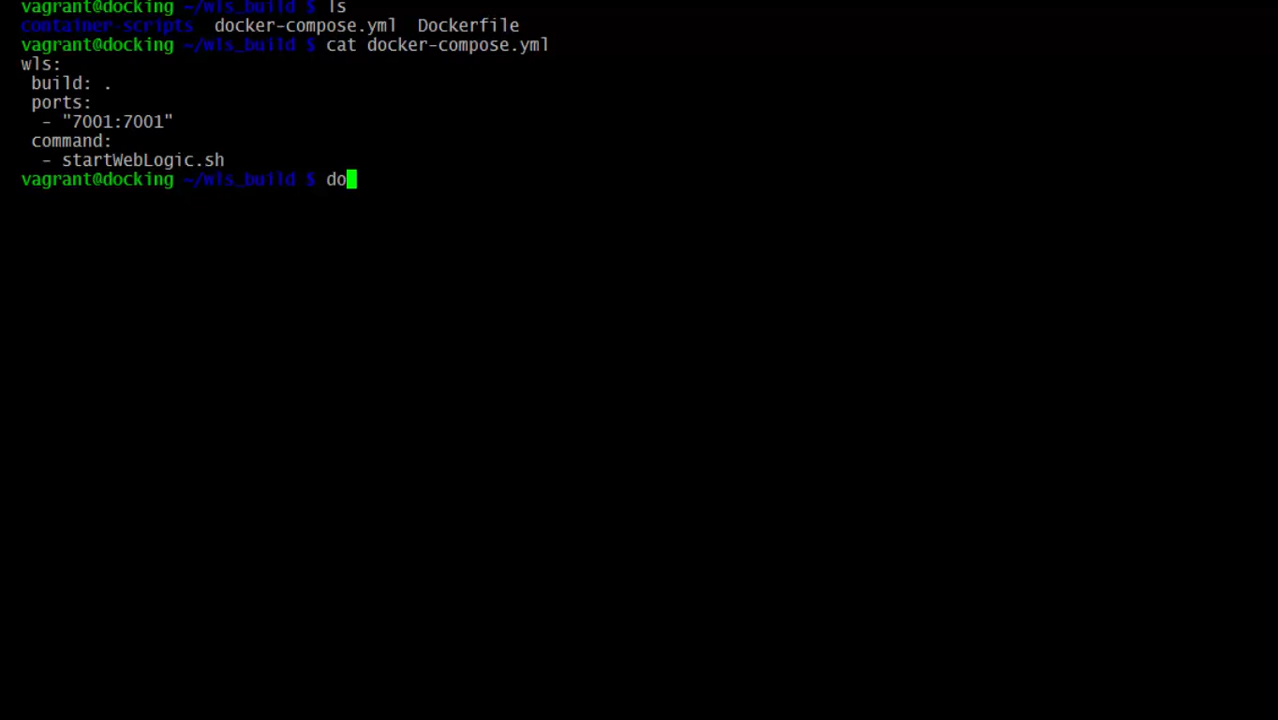 vagrant@docking ~/wls_build $ ls
container-scripts  docker-compose.yml  Dockerfile
vagrant@docking ~/wls_build $ cat docker-compose.yml
wls:
 build: .
 ports:
  - "7001:7001"
 command:
  - startWebLogic.sh
vagrant@docking ~/wls_build $ do